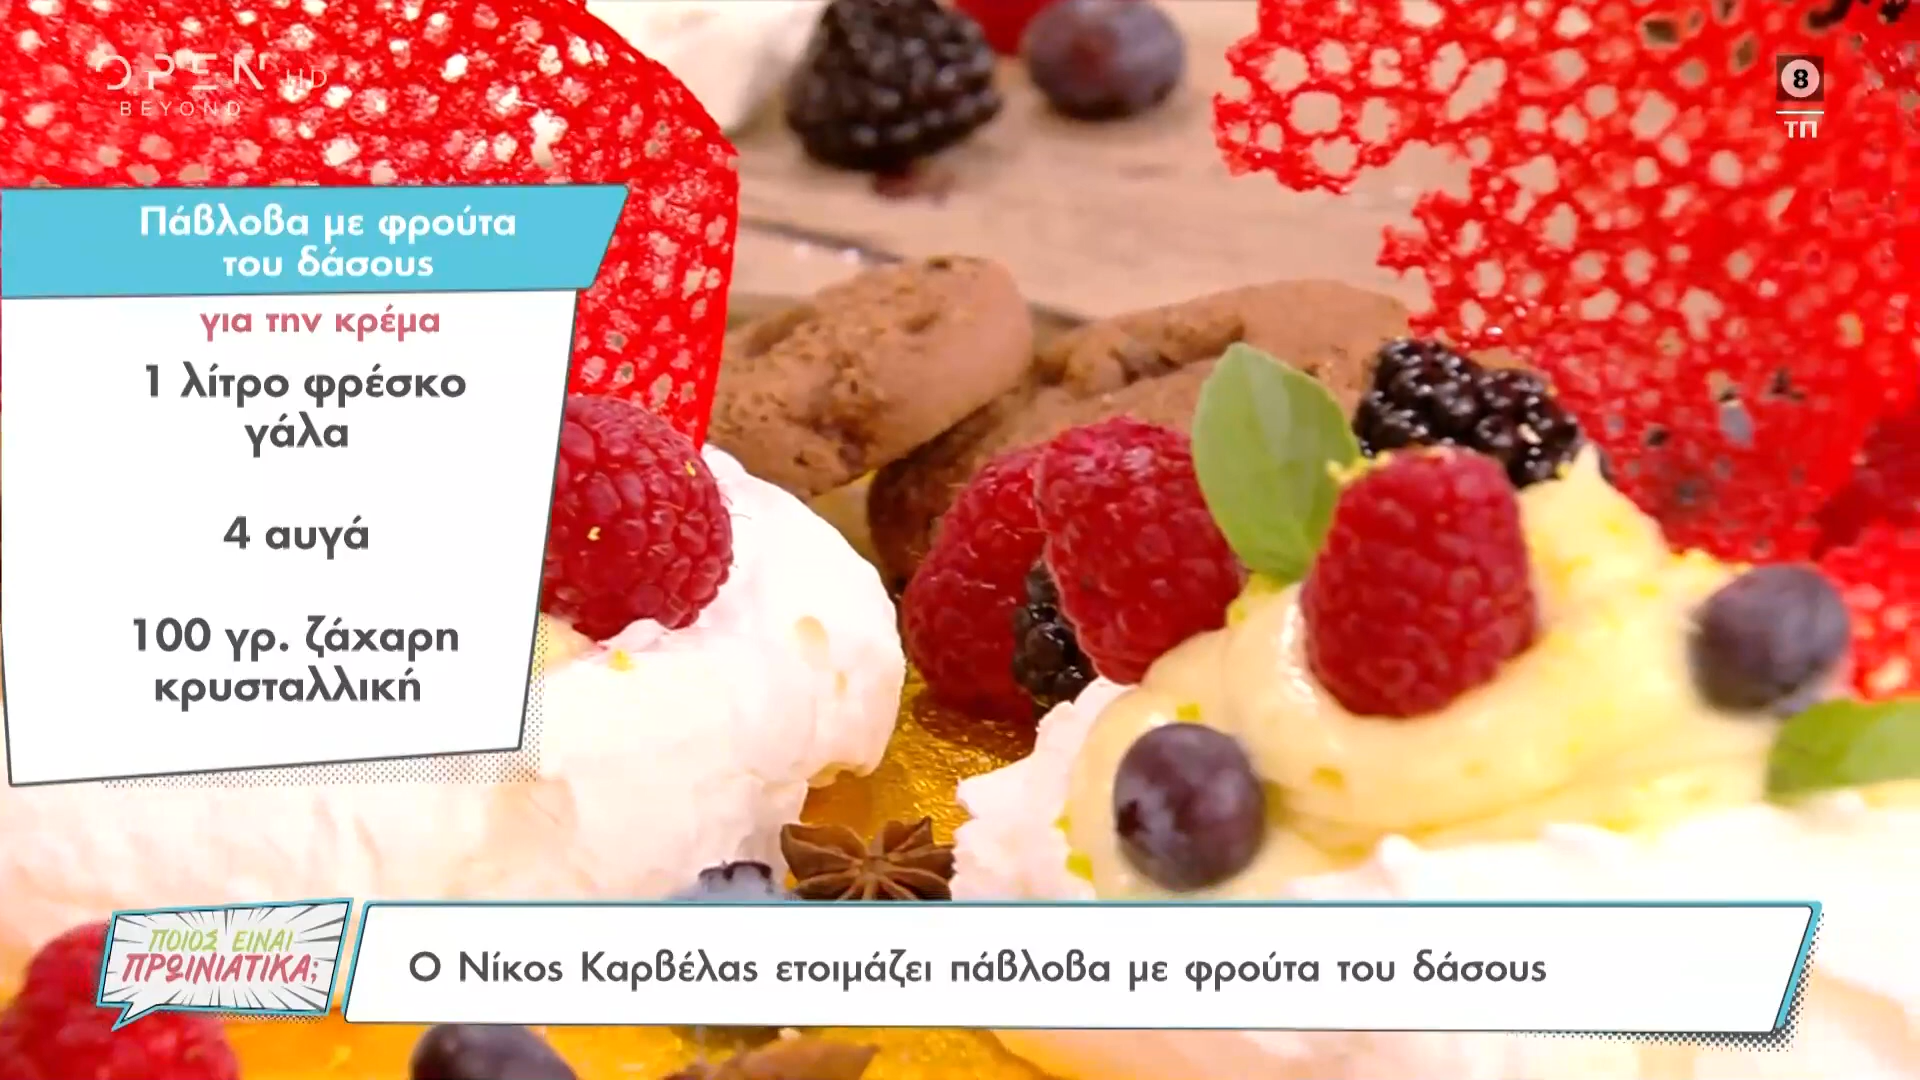 OPEN HD
BEYOND
8
ΤΠ
Πάβλοβα με φρούτα
του δάσους
για την κρέμα
1 λίτρο φρέσκο
γάλα
4 αυγά
100 γρ. ζάχαρη
κρυσταλλική
ΠΟΙΟΣ ΕΙΝΑΙ
ΠΡΩΙΝΙΑΤΙΚΑ;
Ο Νίκος Καρβέλας ετοιμάζει πάβλοβα με φρούτα του δάσους